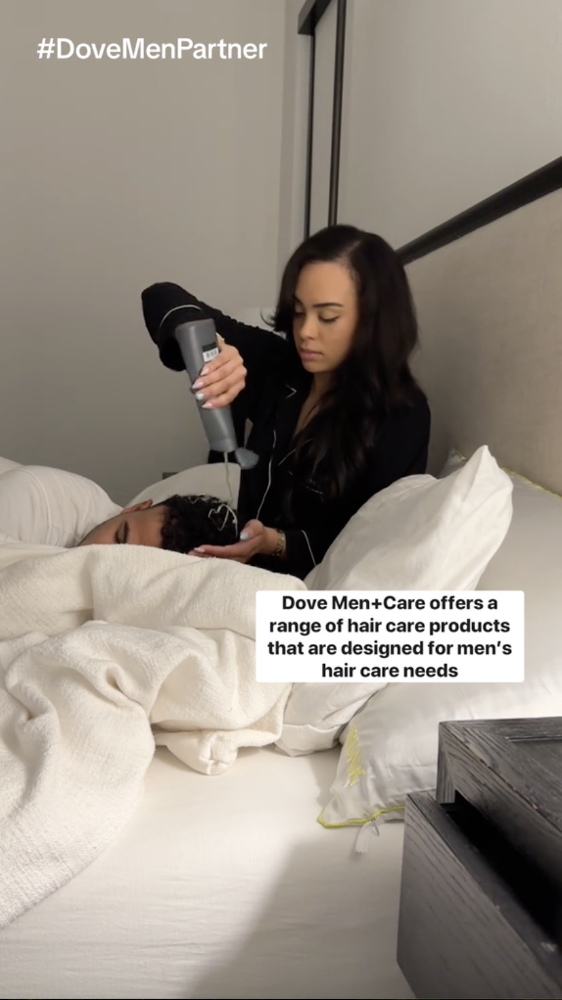 #DoveMenPartner
Dove Men+Care offers a
range of hair care products
that are designed for men's
hair care needs